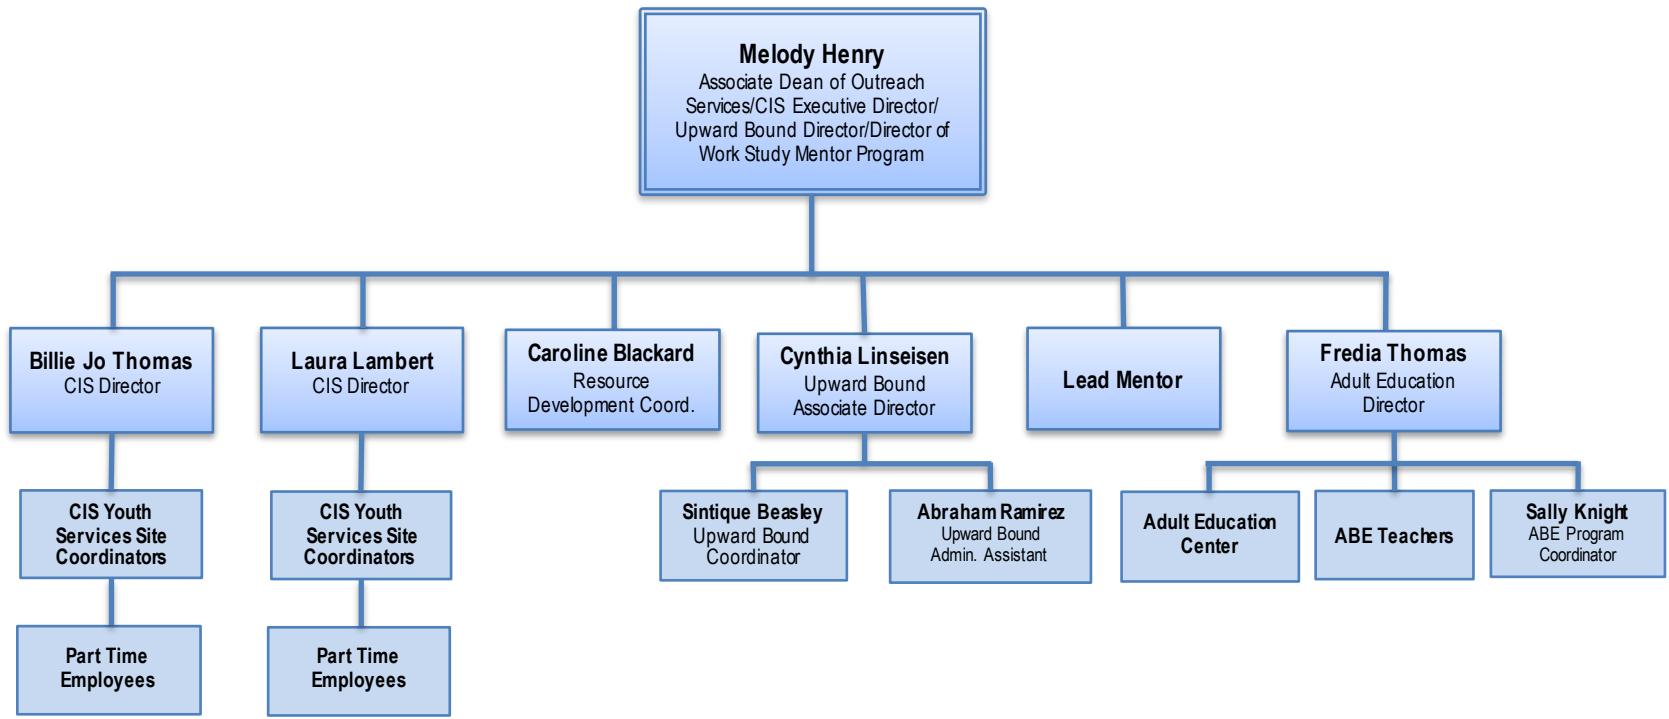 Melody Henry
Associate Dean of Outreach
Services/CIS Executive Director/
Upward Bound Director/Director of
Work Study Mentor Program
Billie Jo Thomas
CIS Director
Laura Lambert
CIS Director
Caroline Blackard
Resource
Development Coord.
Cynthia Linseisen
Upward Bound
Associate Director
Lead Mentor
Fredia Thomas
Adult Education
Director
CIS Youth
Services Site
Coordinators
CIS Youth
Services Site
Coordinators
Sintique Beasley
Upward Bound
Coordinator
Abraham Ramirez
Upward Bound
Admin. Assistant
Adult Education
Center
ABE Teachers
Sally Knight
ABE Program
Coordinator
Part Time
Employees
Part Time
Employees